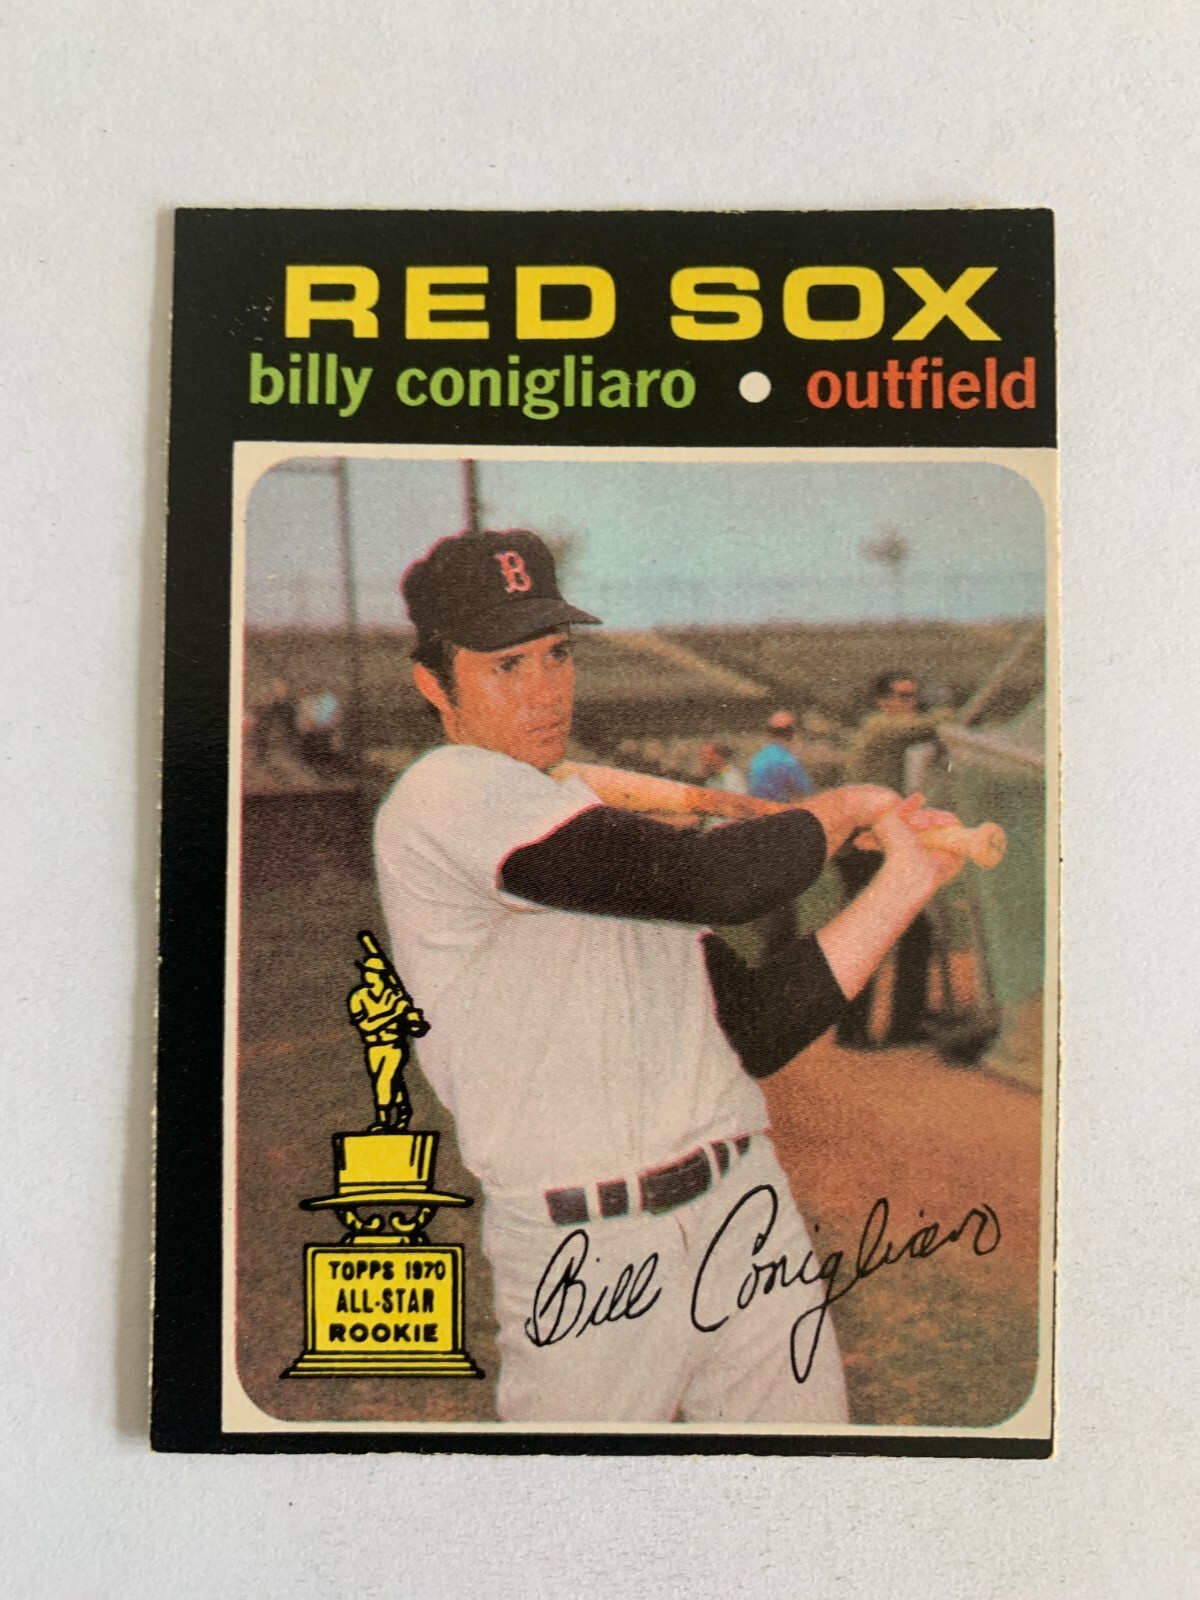 RED SOX
billy conigliaro • outfield
B
TOPPS 1970
ALL-STAR
ROOKIE
Bill Conigliaro